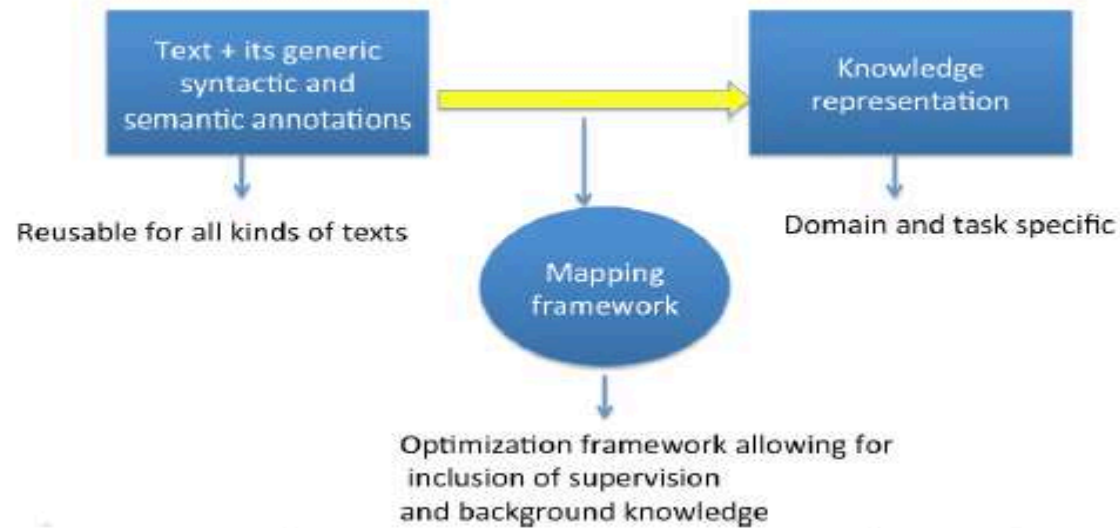 Text + its generic
syntactic and
semantic annotations
Knowledge
representation
Reusable for all kinds of texts
Domain and task specific
Mapping
framework
Optimization framework allowing for
inclusion of supervision
and background knowledge